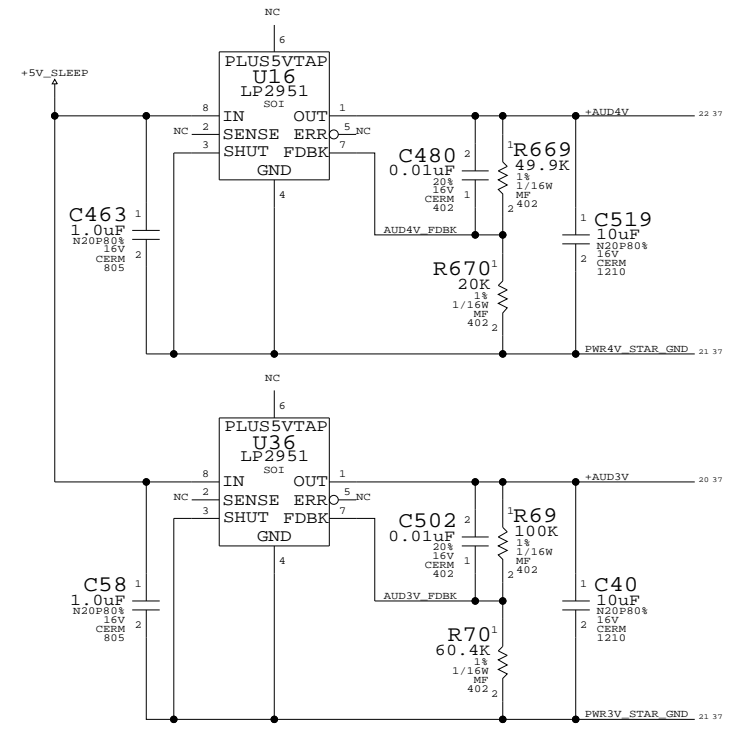 NC
6
+5V_SLEEP
PLUS5VTAP
U16
LP2951
SOI
8 IN OUT 1
+AUD4V 22 37
NC 2 SENSE ERR 5 NC
3 SHUT FDBK 7
GND
4
C480
0.01uF
20%
16V
CERM
402
2
1
1
R669
49.9K
1%
1/16W
MF
402
2
C463
1.0uF
N20P80%
16V
CERM
805
1
2
AUD4V_FDBK
1
C519
10uF
N20P80%
16V
CERM
1210
2
R670
20K
1%
1/16W
MF
402
1
2
PWR4V_STAR_GND 21 37
NC
6
PLUS5VTAP
U36
LP2951
SOI
8 IN OUT 1
+AUD3V 20 37
NC 2 SENSE ERR 5 NC
3 SHUT FDBK 7
GND
4
C502
0.01uF
20%
16V
CERM
402
2
1
1
R69
100K
1%
1/16W
MF
402
2
C58
1.0uF
N20P80%
16V
CERM
805
1
2
AUD3V_FDBK
1
C40
10uF
N20P80%
16V
CERM
1210
2
R70
60.4K
1%
1/16W
MF
402
1
2
PWR3V_STAR_GND 21 37